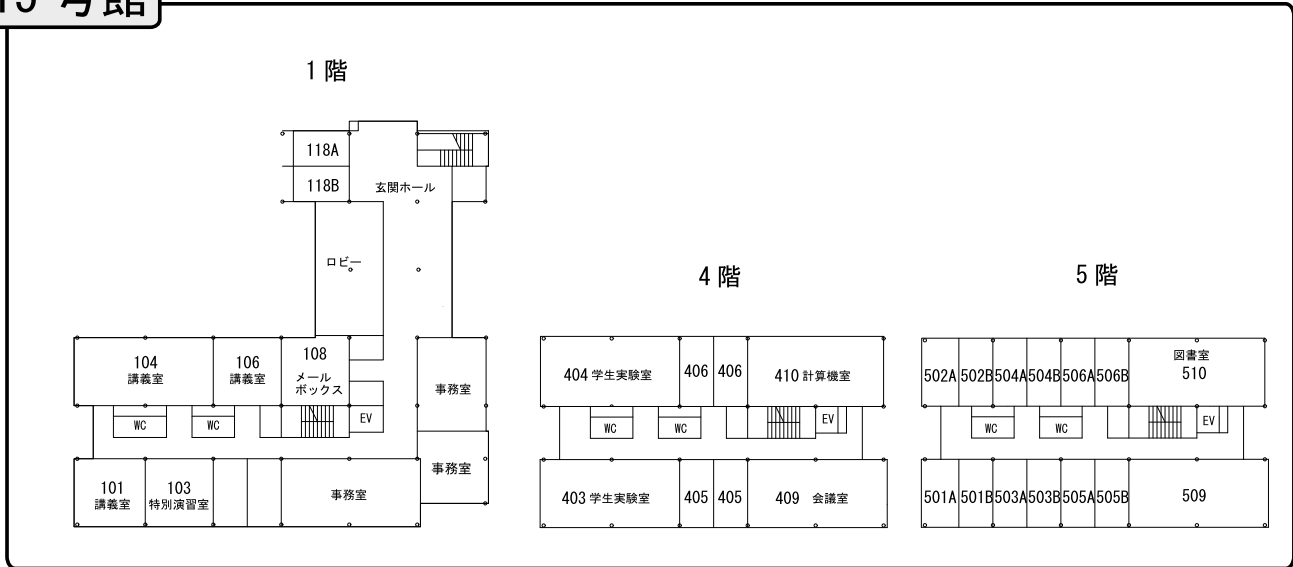 号館
1 階
118A
118B
玄関ホール
ロビー
104
講義室
106
講義室
108
メール
ボックス
事務室
WC
WC
EV
事務室
101
講義室
103
特別演習室
事務室
4 階
404 学生実験室
406
406
410 計算機室
WC
WC
EV
403 学生実験室
405
405
409 会議室
5 階
502A
502B
504A
504B
506A
506B
図書室
510
WC
WC
EV
501A
501B
503A
503B
505A
505B
509